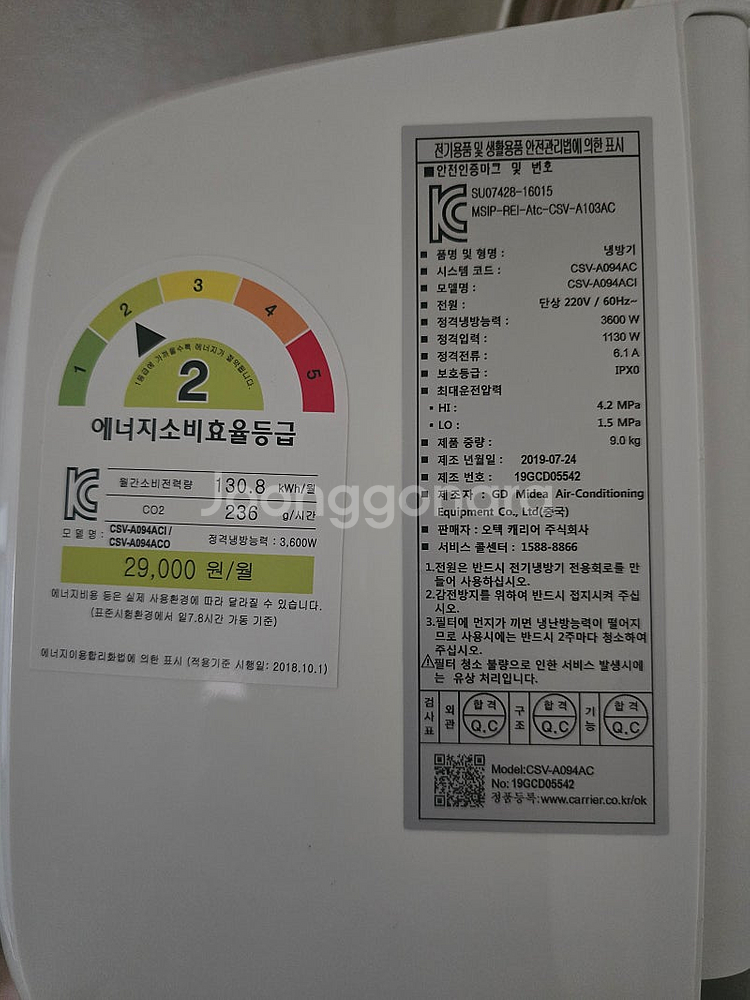 1
2
3
4
5
1등급에 가까울수록 에너지가 절약됩니다.
2
에너지소비효율등급
월간소비전력량 130.8 kWh/월
CO2 236 g/시간
모델명 : CSV-A094ACI /
CSV-A094ACO 정격냉방능력 : 3,600W
29,000 원/월
에너지비용 등은 실제 사용환경에 따라 달라질 수 있습니다.
(표준시험환경에서 일7.8시간 가동 기준)
에너지이용합리화법에 의한 표시 (적용기준 시행일: 2018.10.1)
전기용품 및 생활용품 안전관리법에 의한 표시
■안전인증마크 및 번호
SU07428-16015
MSIP-REI-Atc-CSV-A103AC
■ 품명 및 형명 : 냉방기
■ 시스템 코드 : CSV-A094AC
■ 모델명 : CSV-A094ACI
■ 전원 : 단상 220V / 60Hz~
■ 정격냉방능력 : 3600 W
■ 정격입력 : 1130 W
■ 정격전류 : 6.1 A
■ 보호등급 : IPX0
■ 최대운전압력
▪ HI : 4.2 MPa
▪ LO : 1.5 MPa
■ 제품 중량 : 9.0 kg
■ 제조 년월일 : 2019-07-24
■ 제조 번호 : 19GCD05542
■ 제조자 : GD Midea Air-Conditioning
Equipment Co., Ltd(중국)
■ 판매자 : 오텍 캐리어 주식회사
■ 서비스 콜센터 : 1588-8866
1.전원은 반드시 전기냉방기 전용회로를 만
들어 사용하십시오.
2.감전방지를 위하여 반드시 접지시켜 주십
시오.
3.필터에 먼지가 끼면 냉난방능력이 떨어지
므로 사용시에는 반드시 2주마다 청소하여
주십시오.
⚠필터 청소 불량으로 인한 서비스 발생시에
는 유상 처리입니다.
검사표 외관 합격 Q.C 구조 합격 Q.C 기능 합격 Q.C
Model:CSV-A094AC
No: 19GCD05542
정품등록:www.carrier.co.kr/ok
Joonggonara